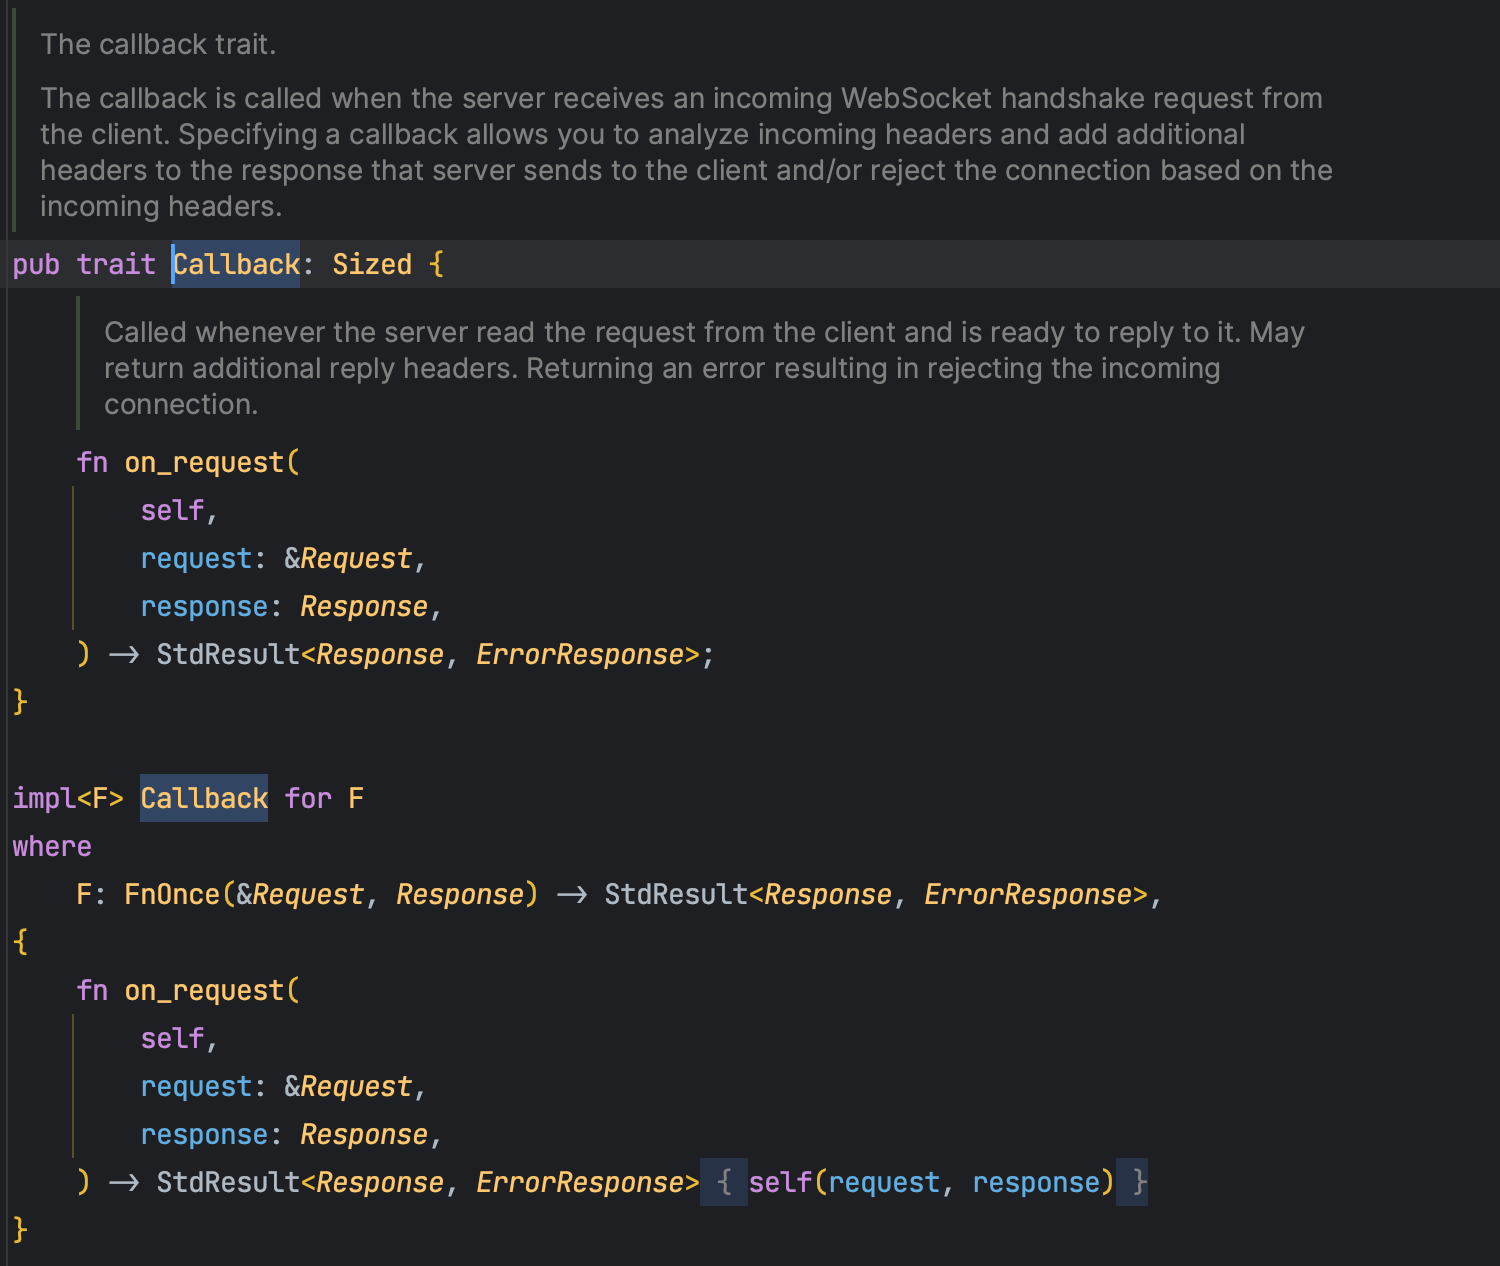 The callback trait.
The callback is called when the server receives an incoming WebSocket handshake request from
the client. Specifying a callback allows you to analyze incoming headers and add additional
headers to the response that server sends to the client and/or reject the connection based on the
incoming headers.
pub trait Callback: Sized {
    Called whenever the server read the request from the client and is ready to reply to it. May
    return additional reply headers. Returning an error resulting in rejecting the incoming
    connection.
    fn on_request(
        self,
        request: &Request,
        response: Response,
    ) -> StdResult<Response, ErrorResponse>;
}
impl<F> Callback for F
where
    F: FnOnce(&Request, Response) -> StdResult<Response, ErrorResponse>,
{
    fn on_request(
        self,
        request: &Request,
        response: Response,
    ) -> StdResult<Response, ErrorResponse> { self(request, response) }
}